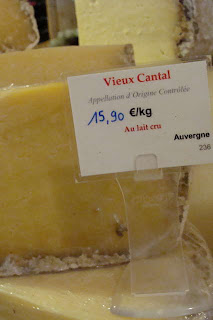 Vieux Cantal
Appellation d'Origine Contrôlée
15,90 €/kg
Au lait cru
Auvergne
236